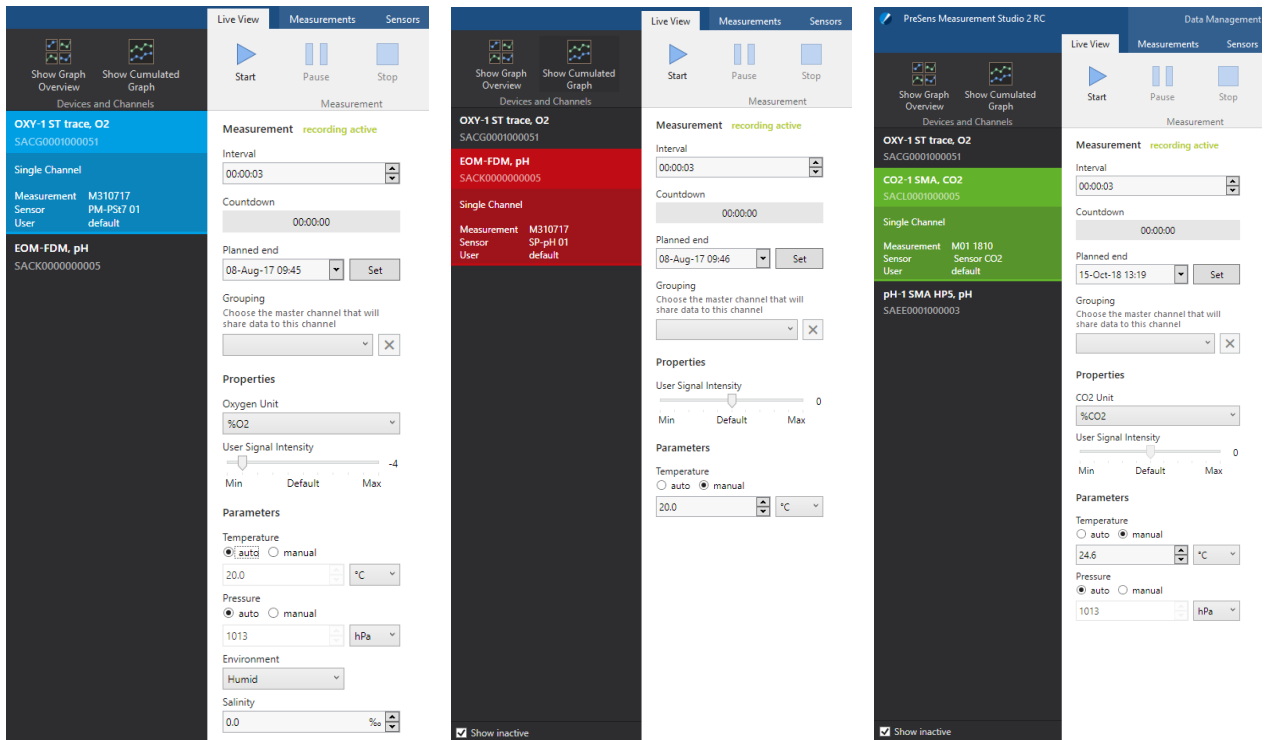 Live View Measurements Sensors
Show Graph Overview
Show Cumulated Graph
Devices and Channels
Start Pause Stop
Measurement
OXY-1 ST trace, O2
SACG0001000051
Single Channel
Measurement M310717
Sensor PM-PSt7 01
User default
EOM-FDM, pH
SACK0000000005
Measurement recording active
Interval
00:00:03
Countdown
00:00:00
Planned end
08-Aug-17 09:45 Set
Grouping
Choose the master channel that will
share data to this channel
Properties
Oxygen Unit
%O2
User Signal Intensity
-4
Min Default Max
Parameters
Temperature
auto manual
20.0 °C
Pressure
auto manual
1013 hPa
Environment
Humid
Salinity
0.0 ‰
Live View Measurements Sensors
Show Graph Overview
Show Cumulated Graph
Devices and Channels
Start Pause Stop
Measurement
OXY-1 ST trace, O2
SACG0001000051
EOM-FDM, pH
SACK0000000005
Single Channel
Measurement M310717
Sensor SP-pH 01
User default
Show inactive
Measurement recording active
Interval
00:00:03
Countdown
00:00:00
Planned end
08-Aug-17 09:46 Set
Grouping
Choose the master channel that will
share data to this channel
Properties
User Signal Intensity
0
Min Default Max
Parameters
Temperature
auto manual
20.0 °C
PreSens Measurement Studio 2 RC
Data Management
Live View Measurements Sensors
Show Graph Overview
Show Cumulated Graph
Devices and Channels
Start Pause Stop
Measurement
OXY-1 ST trace, O2
SACG0001000051
CO2-1 SMA, CO2
SACL0001000005
Single Channel
Measurement M01 1810
Sensor Sensor CO2
User default
pH-1 SMA HP5, pH
SAEE0001000003
Show inactive
Measurement recording active
Interval
00:00:03
Countdown
00:00:00
Planned end
15-Oct-18 13:19 Set
Grouping
Choose the master channel that will
share data to this channel
Properties
CO2 Unit
%CO2
User Signal Intensity
0
Min Default Max
Parameters
Temperature
auto manual
24.6 °C
Pressure
auto manual
1013 hPa